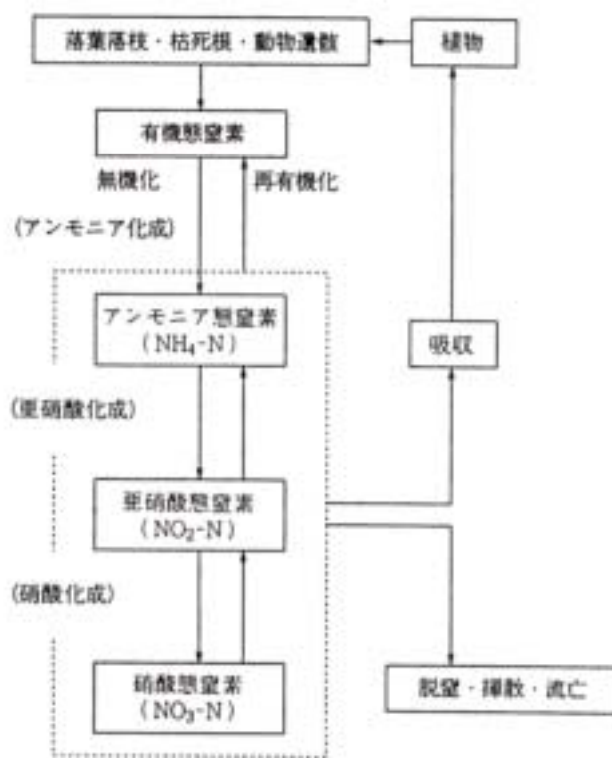 落葉落枝・枯死根・動物遺骸
植物
有機態窒素
無機化
再有機化
(アンモニア化成)
アンモニア態窒素
(NH₄-N)
吸収
(亜硝酸化成)
亜硝酸態窒素
(NO₂-N)
(硝酸化成)
硝酸態窒素
(NO₃-N)
脱窒・揮散・流亡